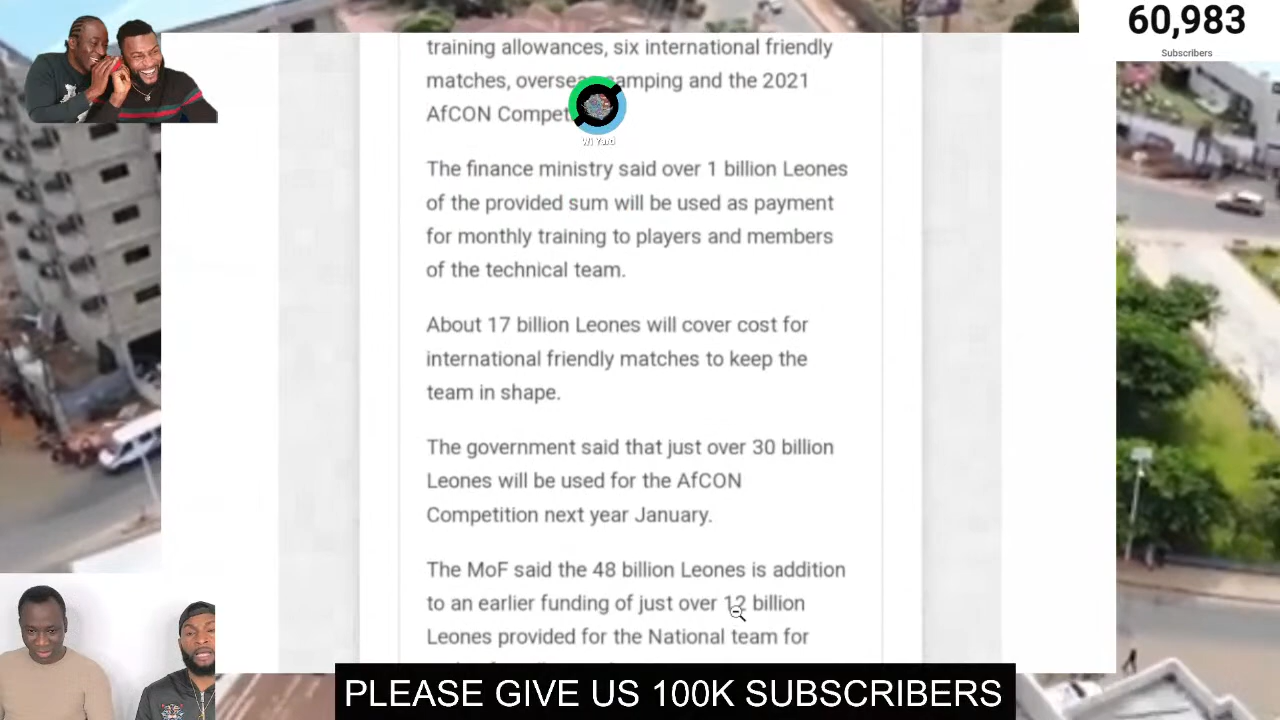 60,983
Subscribers
training allowances, six international friendly
matches, overseas camping and the 2021
AfCON Compet
Wi Yard
The finance ministry said over 1 billion Leones
of the provided sum will be used as payment
for monthly training to players and members
of the technical team.
About 17 billion Leones will cover cost for
international friendly matches to keep the
team in shape.
The government said that just over 30 billion
Leones will be used for the AfCON
Competition next year January.
The MoF said the 48 billion Leones is addition
to an earlier funding of just over 12 billion
Leones provided for the National team for
PLEASE GIVE US 100K SUBSCRIBERS